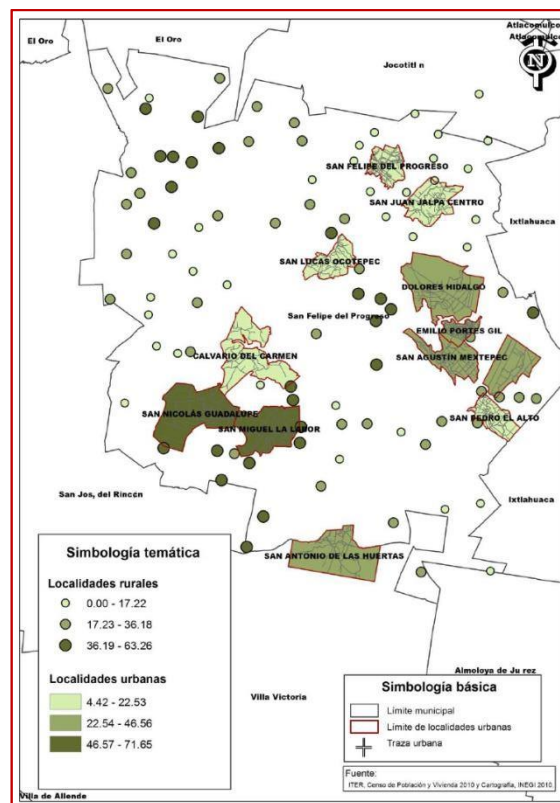 Atlacomulco
Atlacomulco
El Oro
El Oro
Jocotitl n
N
SAN FELIPE DEL PROGRESO
SAN JUAN JALPA CENTRO
Ixtlahuaca
SAN LUCAS OCOTEPEC
DOLORES HIDALGO
San Felipe del Progreso
EMILIO PORTES GIL
CALVARIO DEL CARMEN
SAN AGUSTÍN MEXTEPEC
SAN NICOLÁS GUADALUPE
SAN PEDRO EL ALTO
SAN MIGUEL LA LABOR
San Jos, del Rincón
Ixtlahuaca
SAN ANTONIO DE LAS HUERTAS
Simbología temática
Localidades rurales
0.00 - 17.22
17.23 - 36.18
36.19 - 63.26
Localidades urbanas
4.42 - 22.53
22.54 - 46.56
46.57 - 71.65
Almoloya de Ju rez
Villa Victoria
Simbología básica
Límite municipal
Límite de localidades urbanas
Traza urbana
Fuente:
ITER, Censo de Población y Vivienda 2010 y Cartografía, INEGI 2010.
Villa de Allende